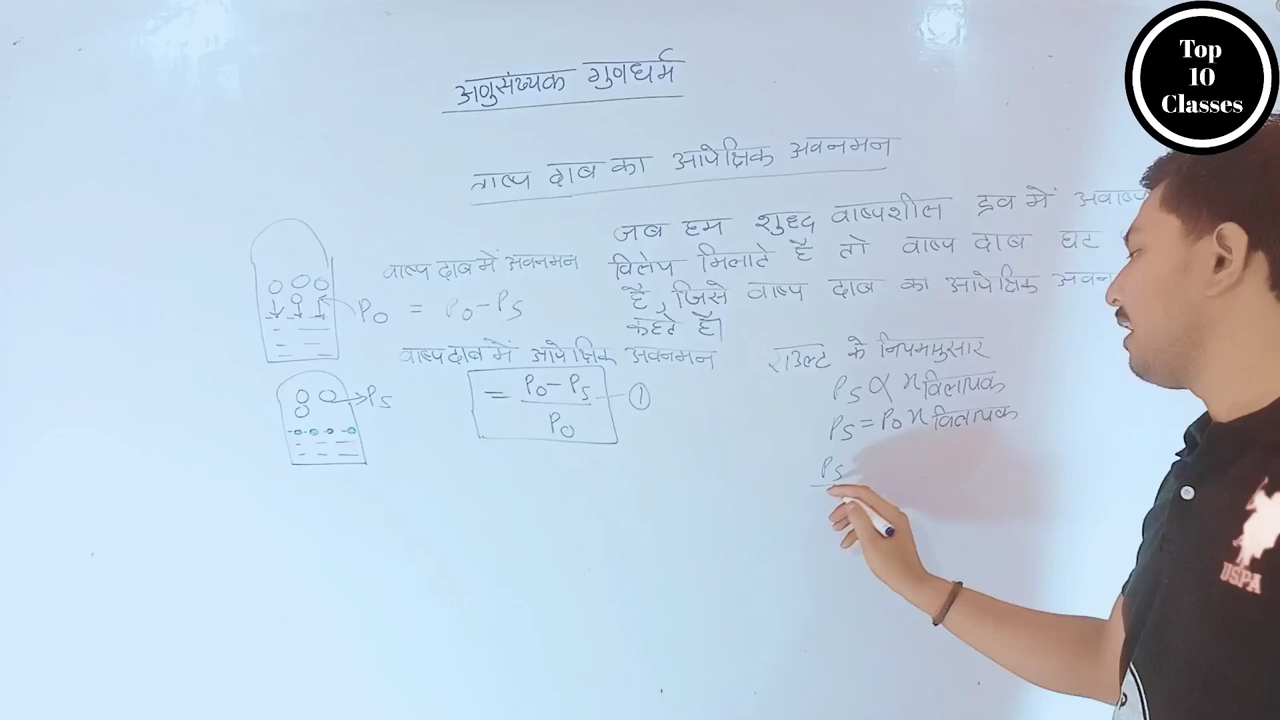 Top
10
Classes
अणुसंख्यक गुणधर्म
वाष्प दाब का आपेक्षिक अवनमन
जब हम शुद्ध वाष्पशील द्रव में अवाष्प
विलेय मिलाते है तो वाष्प दाब घट
है, जिसे वाष्प दाब का आपेक्षिक अवन
कहते है।
वाष्प दाब में अवनमन
P₀ = P₀-Pₛ
वाष्प दाब में आपेक्षिक अवनमन
= P₀-Pₛ
P₀
①
Pₛ
राउल्ट के नियमानुसार
Pₛ ∝ x विलायक
Pₛ = P₀ x विलायक
Pₛ
USPA